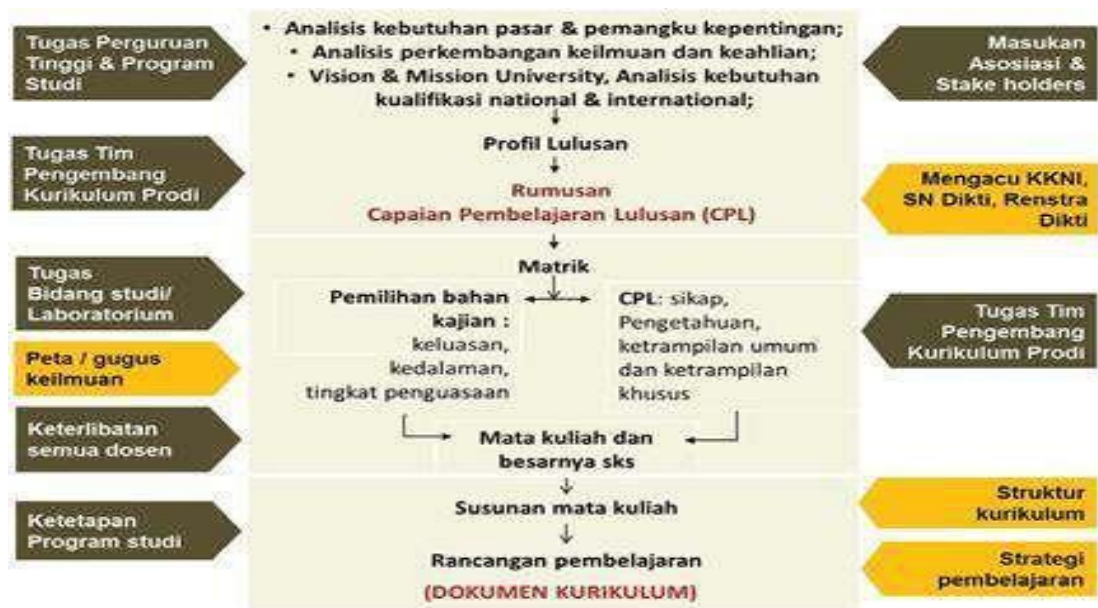 Tugas Perguruan
Tinggi & Program
Studi
• Analisis kebutuhan pasar & pemangku kepentingan;
• Analisis perkembangan keilmuan dan keahlian;
• Vision & Mission University, Analisis kebutuhan
kualifikasi national & international;
Masukan
Asosiasi &
Stake holders
Tugas Tim
Pengembang
Kurikulum Prodi
Profil Lulusan
Rumusan
Capaian Pembelajaran Lulusan (CPL)
Mengacu KKNI,
SN Dikti, Renstra
Dikti
Tugas
Bidang studi/
Laboratorium
Matrik
Pemilihan bahan
kajian :
keluasan,
kedalaman,
tingkat penguasaan
CPL: sikap,
Pengetahuan,
ketrampilan umum
dan ketrampilan
khusus
Tugas Tim
Pengembang
Kurikulum Prodi
Peta / gugus
keilmuan
Keterlibatan
semua dosen
Mata kuliah dan
besarnya sks
Ketetapan
Program studi
Susunan mata kuliah
Rancangan pembelajaran
(DOKUMEN KURIKULUM)
Struktur
kurikulum
Strategi
pembelajaran